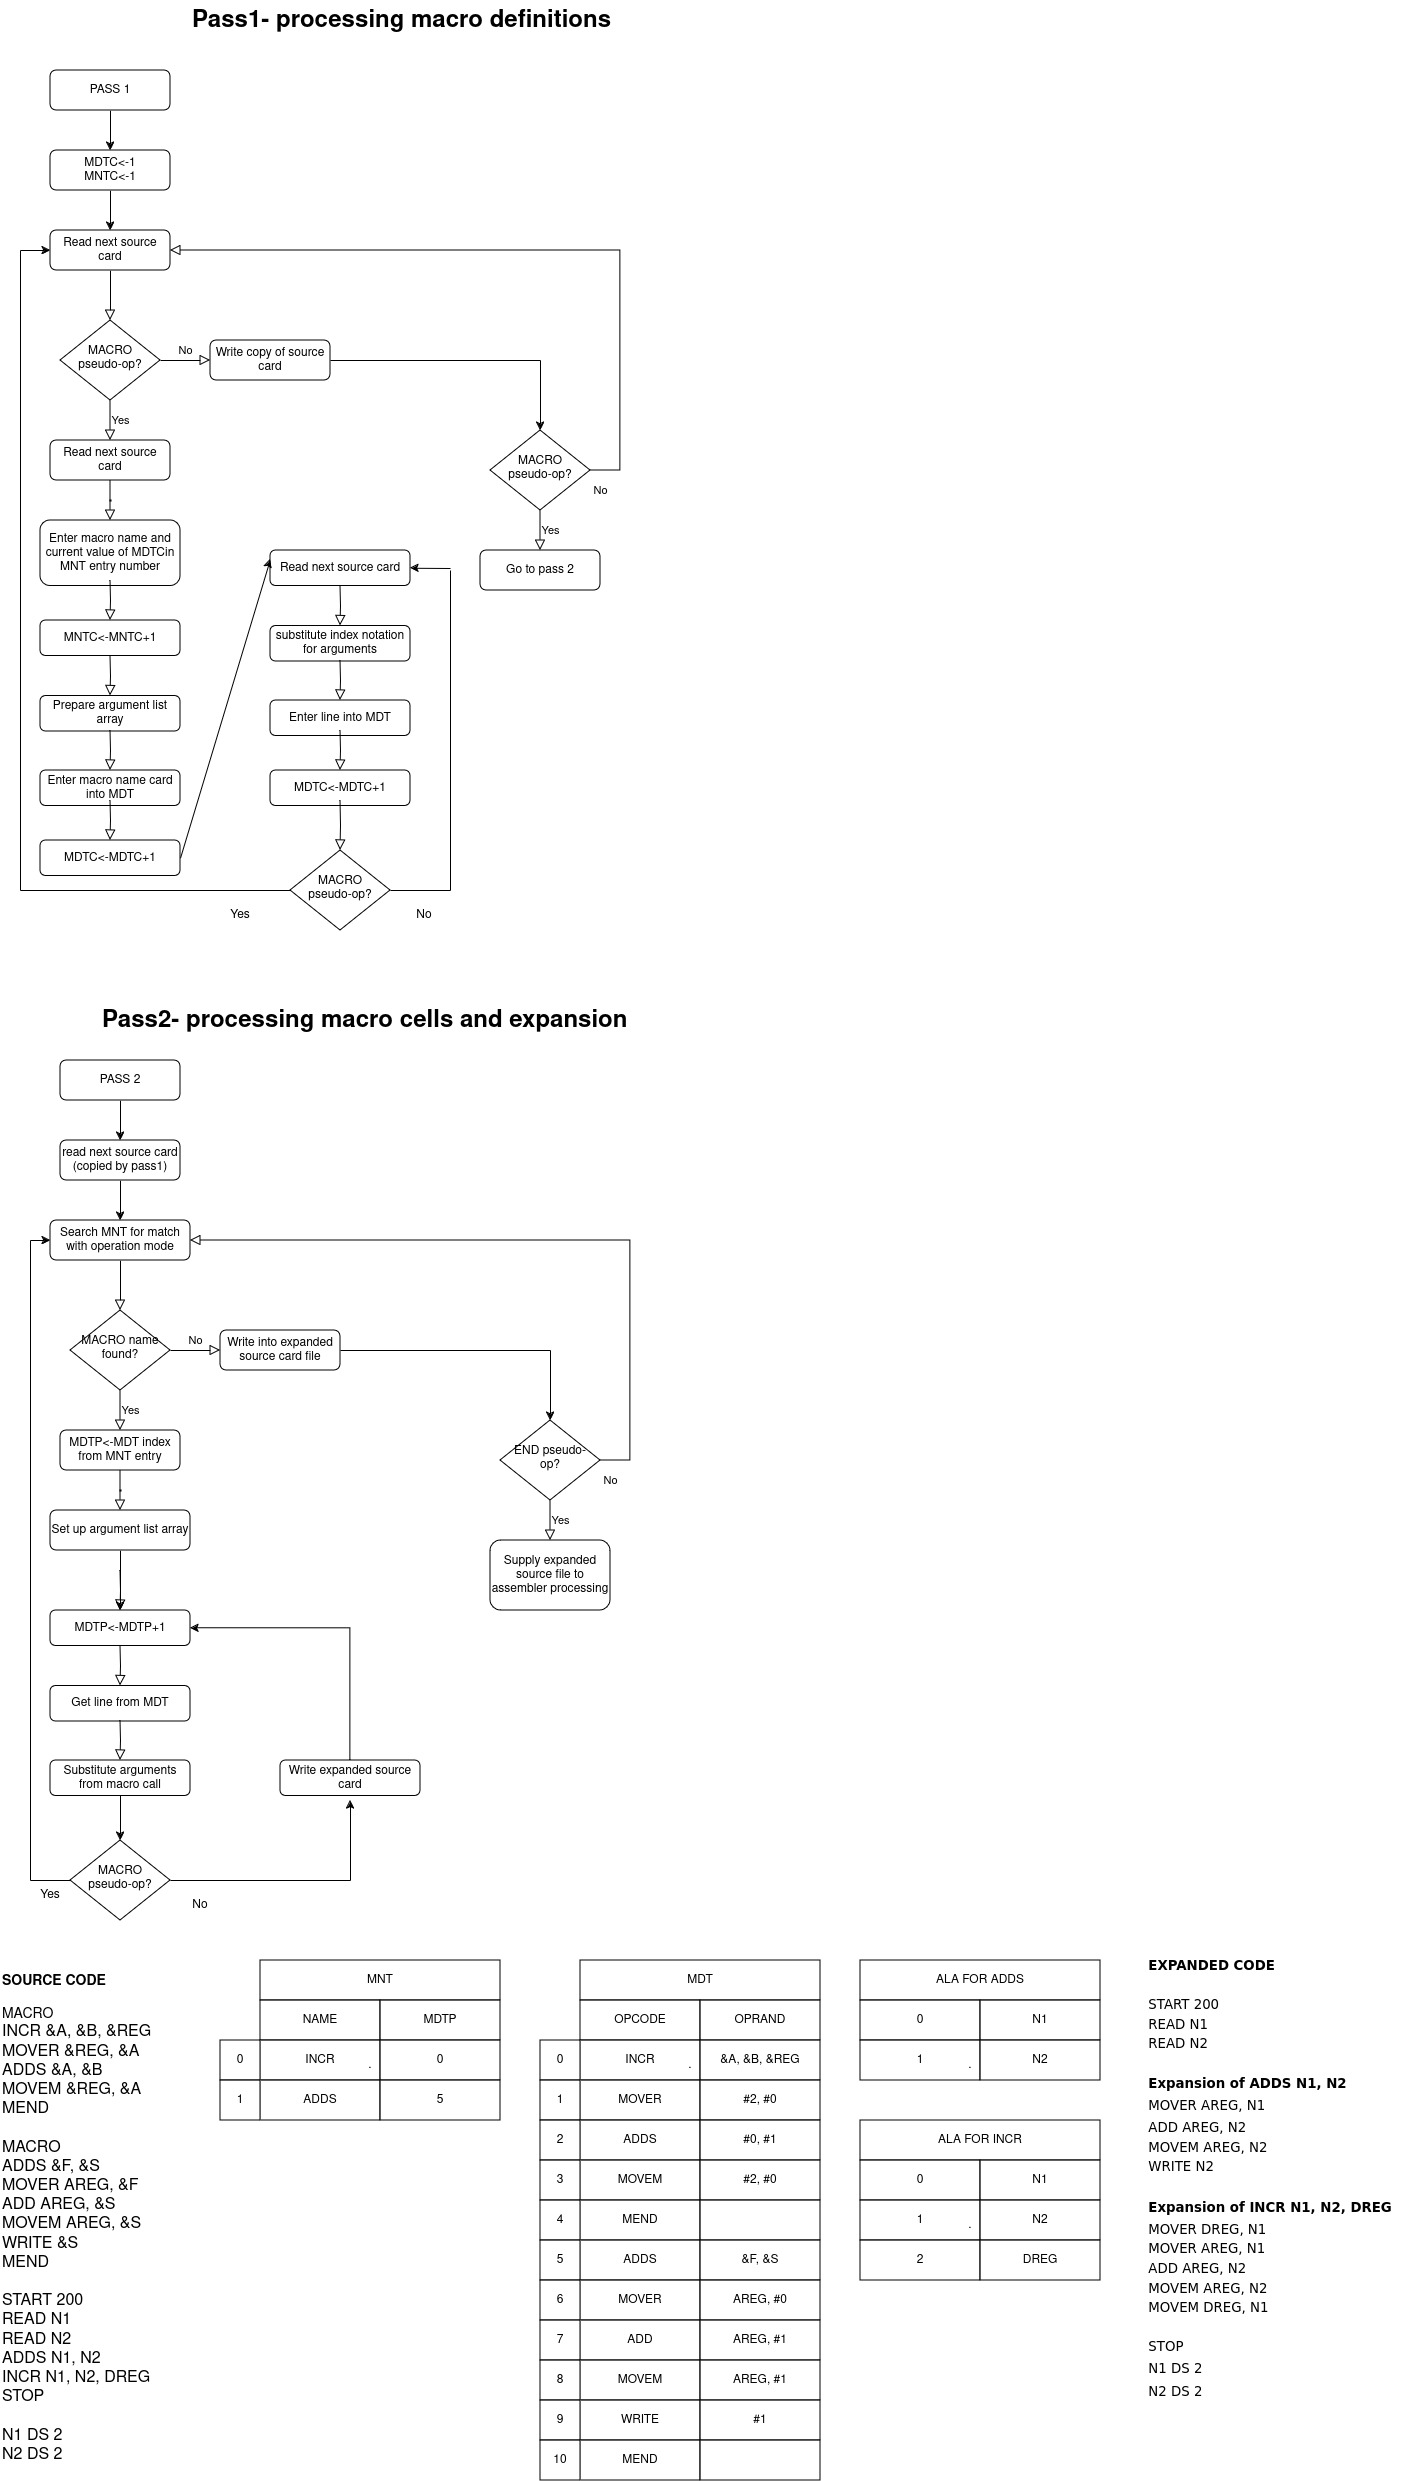 Pass1- processing macro definitions
PASS 1
MDTC<-1
MNTC<-1
Read next source
card
MACRO
pseudo-op?
No
Write copy of source
card
Yes
Read next source
card
MACRO
pseudo-op?
No
Yes
Go to pass 2
Enter macro name and
current value of MDTCin
MNT entry number
MNTC<-MNTC+1
Prepare argument list
array
Enter macro name card
into MDT
MDTC<-MDTC+1
Read next source card
substitute index notation
for arguments
Enter line into MDT
MDTC<-MDTC+1
MACRO
pseudo-op?
Yes
No
Pass2- processing macro cells and expansion
PASS 2
read next source card
(copied by pass1)
Search MNT for match
with operation mode
MACRO name
found?
No
Write into expanded
source card file
Yes
MDTP<-MDT index
from MNT entry
END pseudo-
op?
No
Yes
Supply expanded
source file to
assembler processing
Set up argument list array
MDTP<-MDTP+1
Get line from MDT
Substitute arguments
from macro call
Write expanded source
card
MACRO
pseudo-op?
Yes
No
SOURCE CODE
MACRO
INCR &A, &B, &REG
MOVER &REG, &A
ADDS &A, &B
MOVEM &REG, &A
MEND
MACRO
ADDS &F, &S
MOVER AREG, &F
ADD AREG, &S
MOVEM AREG, &S
WRITE &S
MEND
START 200
READ N1
READ N2
ADDS N1, N2
INCR N1, N2, DREG
STOP
N1 DS 2
N2 DS 2
MNT
NAME MDTP
0 INCR . 0
1 ADDS 5
MDT
OPCODE OPRAND
0 INCR . &A, &B, &REG
1 MOVER #2, #0
2 ADDS #0, #1
3 MOVEM #2, #0
4 MEND
5 ADDS &F, &S
6 MOVER AREG, #0
7 ADD AREG, #1
8 MOVEM AREG, #1
9 WRITE #1
10 MEND
ALA FOR ADDS
0 N1
1 . N2
ALA FOR INCR
0 N1
1 . N2
2 DREG
EXPANDED CODE
START 200
READ N1
READ N2
Expansion of ADDS N1, N2
MOVER AREG, N1
ADD AREG, N2
MOVEM AREG, N2
WRITE N2
Expansion of INCR N1, N2, DREG
MOVER DREG, N1
MOVER AREG, N1
ADD AREG, N2
MOVEM AREG, N2
MOVEM DREG, N1
STOP
N1 DS 2
N2 DS 2